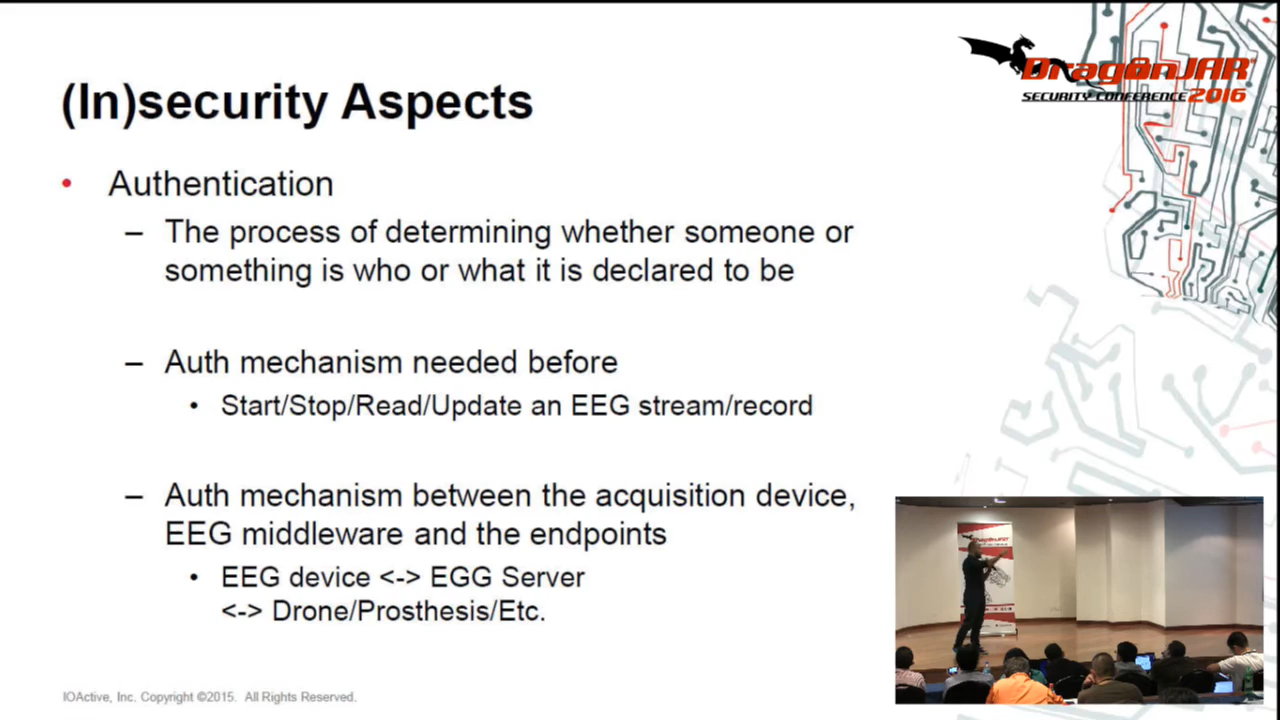 DragonJAR
SECURITY CONFERENCE 2016
(In)security Aspects
• Authentication
– The process of determining whether someone or
something is who or what it is declared to be
– Auth mechanism needed before
• Start/Stop/Read/Update an EEG stream/record
– Auth mechanism between the acquisition device,
EEG middleware and the endpoints
• EEG device <-> EGG Server
<-> Drone/Prosthesis/Etc.
DragonJAR
IOActive, Inc. Copyright ©2015. All Rights Reserved.